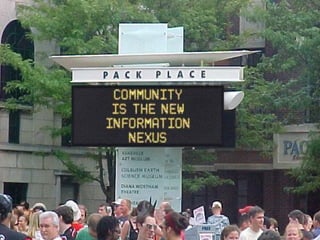 PACK PLACE
COMMUNITY
IS THE NEW
INFORMATION
NEXUS
ASHEVILLE
ART MUSEUM
COLBURN EARTH
SCIENCE MUSEUM
DIANA WORTHAM
THEATRE
PAC